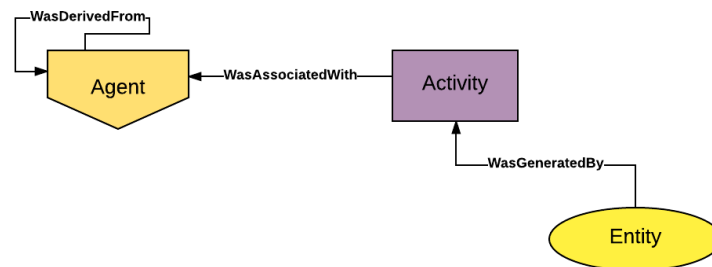 WasDerivedFrom
Agent
WasAssociatedWith
Activity
WasGeneratedBy
Entity